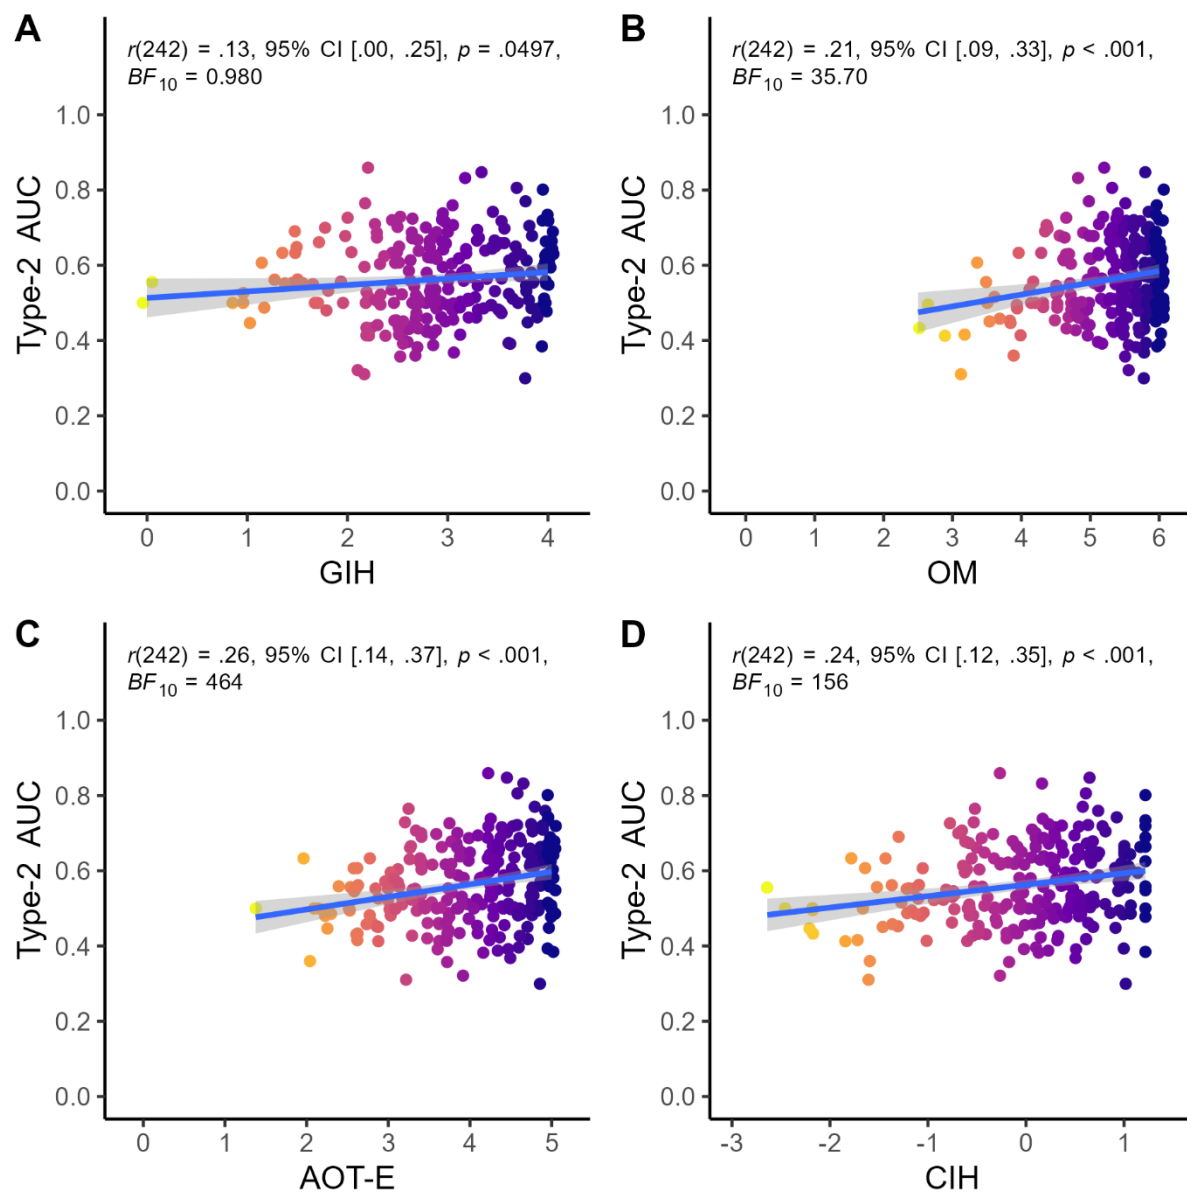 A
r(242) = .13, 95% CI [.00, .25], p = .0497,
BF10 = 0.980
1.0
0.8
0.6
0.4
0.2
0.0
Type-2 AUC
0 1 2 3 4
GIH
B
r(242) = .21, 95% CI [.09, .33], p < .001,
BF10 = 35.70
1.0
0.8
0.6
0.4
0.2
0.0
Type-2 AUC
0 1 2 3 4 5 6
OM
C
r(242) = .26, 95% CI [.14, .37], p < .001,
BF10 = 464
1.0
0.8
0.6
0.4
0.2
0.0
Type-2 AUC
0 1 2 3 4 5
AOT-E
D
r(242) = .24, 95% CI [.12, .35], p < .001,
BF10 = 156
1.0
0.8
0.6
0.4
0.2
0.0
Type-2 AUC
-3 -2 -1 0 1
CIH